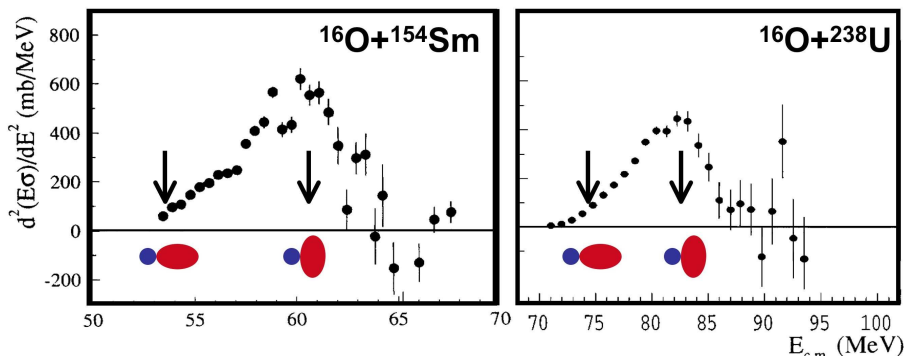 ¹⁶O+¹⁵⁴Sm
d²(Eσ)/dE² (mb/MeV)
800
600
400
200
0
-200
50 55 60 65 70
¹⁶O+²³⁸U
70 75 80 85 90 95 100
E_c.m. (MeV)